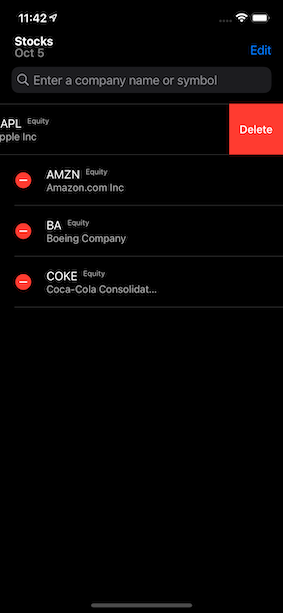 11:42
Stocks
Oct 5
Edit
Enter a company name or symbol
APL Equity
pple Inc
Delete
AMZN Equity
Amazon.com Inc
BA Equity
Boeing Company
COKE Equity
Coca-Cola Consolidat...